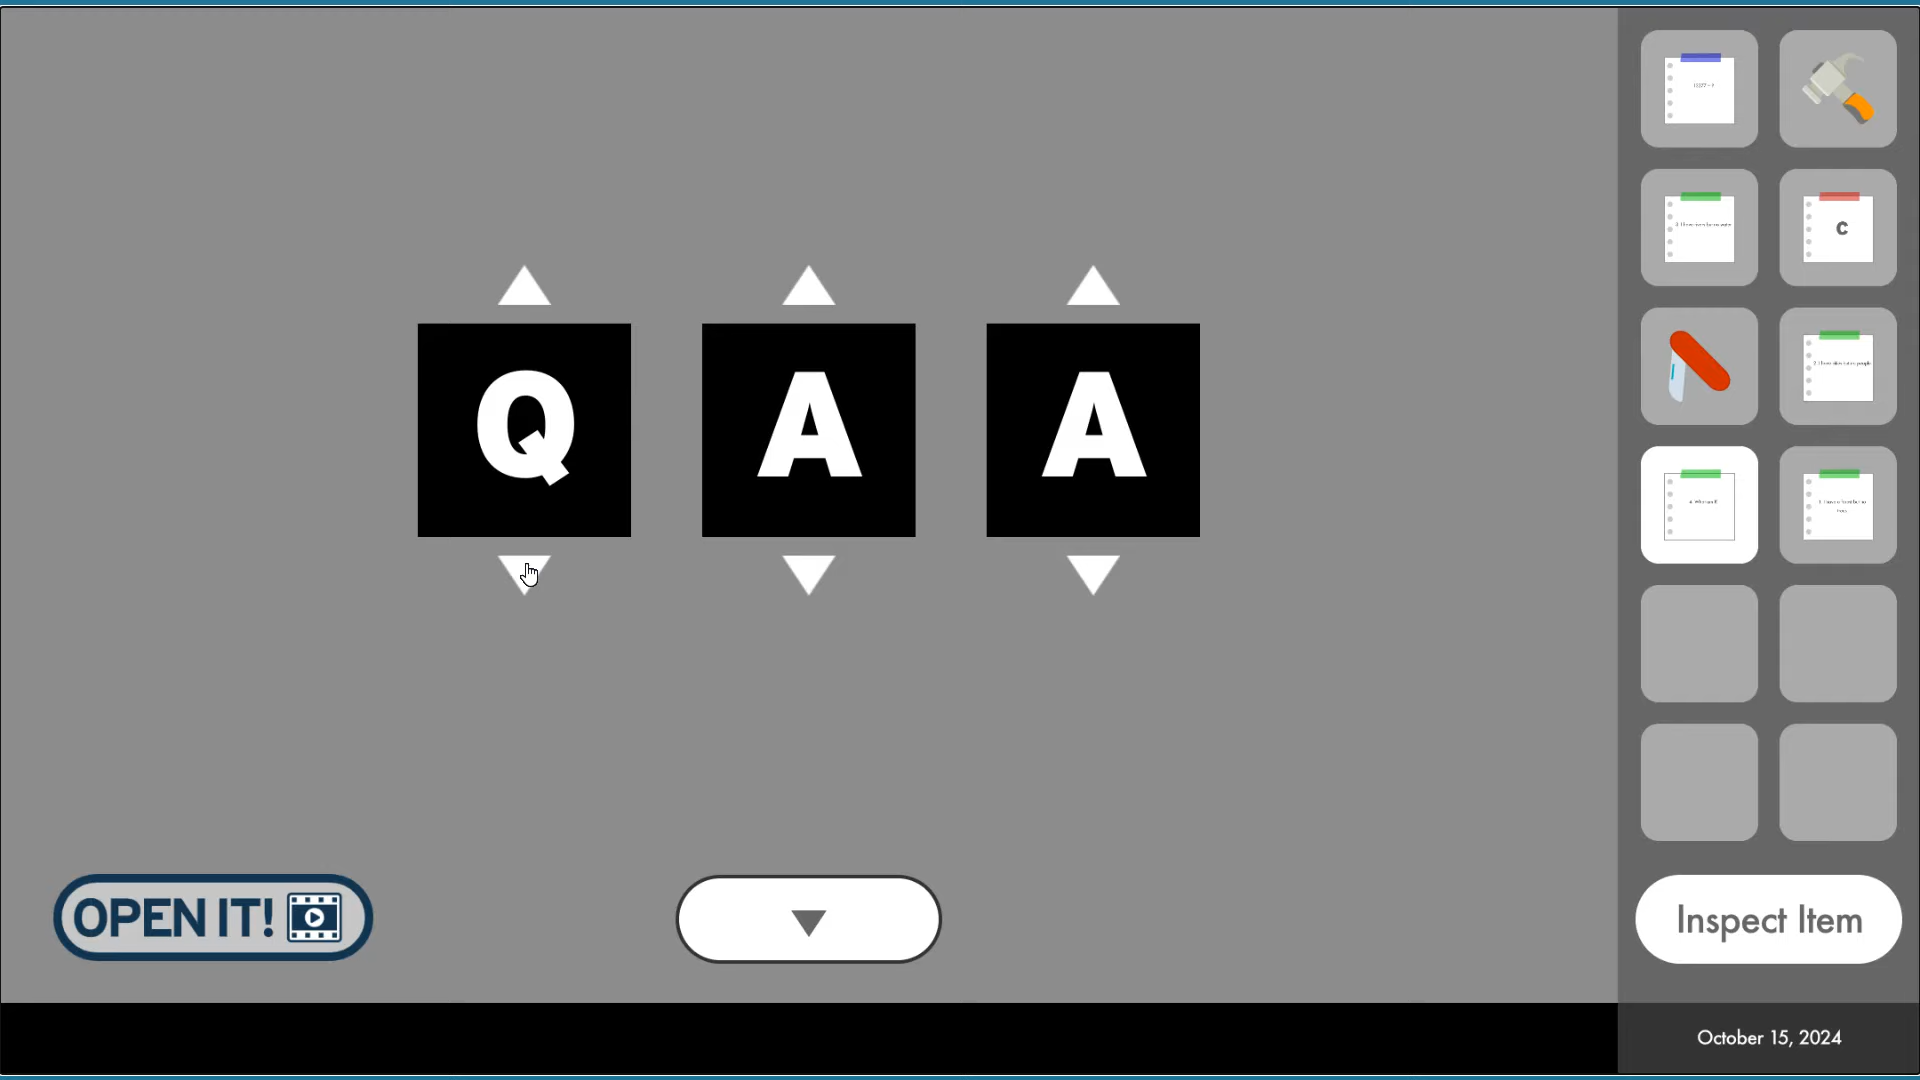 Q A A
C
OPEN IT!
Inspect Item
October 15, 2024